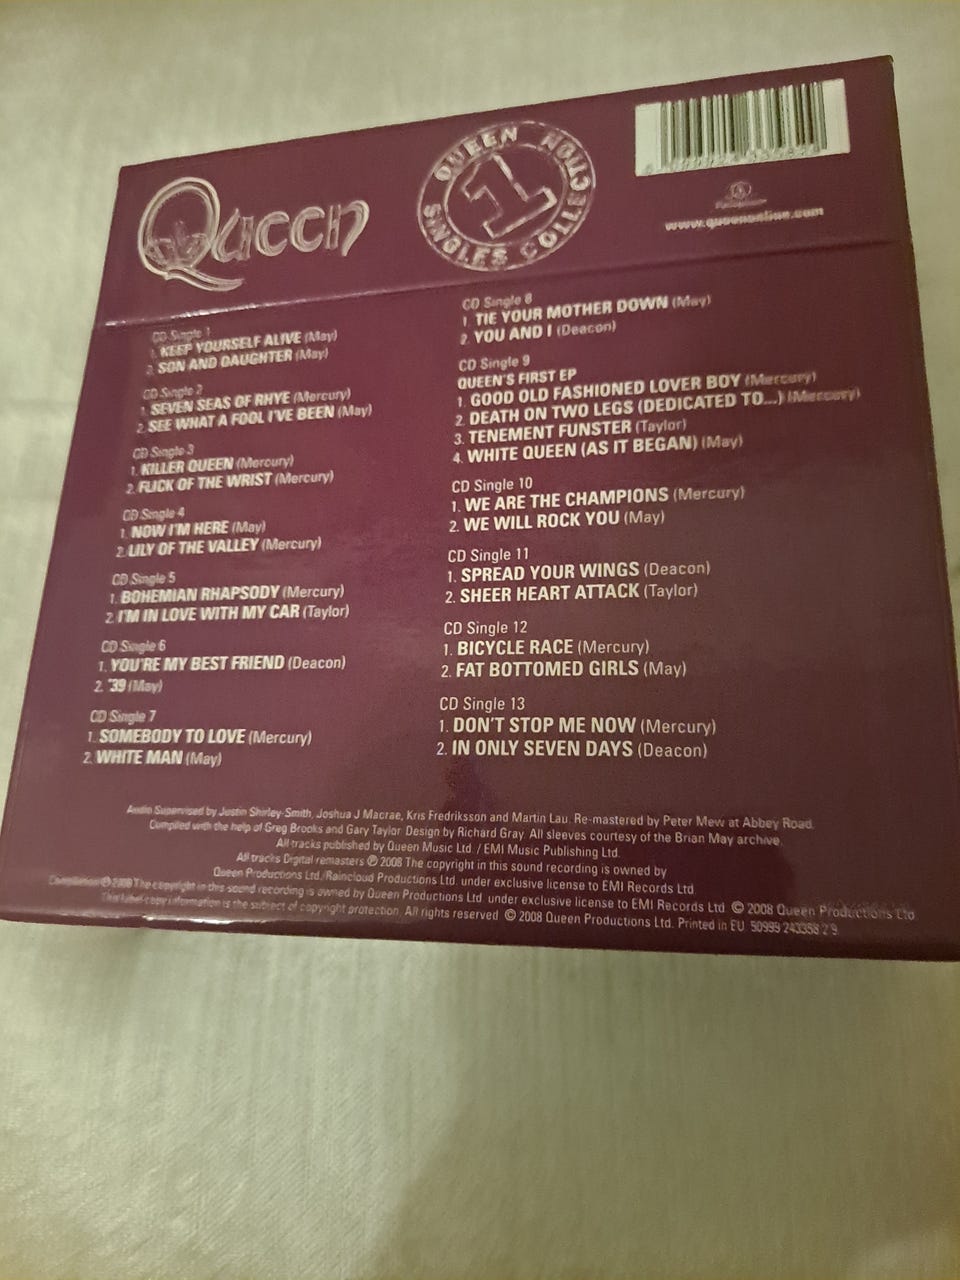 Queen
QUEEN SINGLES COLLECTION 1
www.queenonline.com
CD Single 1
1. KEEP YOURSELF ALIVE (May)
2. SON AND DAUGHTER (May)
CD Single 2
1. SEVEN SEAS OF RHYE (Mercury)
2. SEE WHAT A FOOL I'VE BEEN (May)
CD Single 3
1. KILLER QUEEN (Mercury)
2. FLICK OF THE WRIST (Mercury)
CD Single 4
1. NOW I'M HERE (May)
2. LILY OF THE VALLEY (Mercury)
CD Single 5
1. BOHEMIAN RHAPSODY (Mercury)
2. I'M IN LOVE WITH MY CAR (Taylor)
CD Single 6
1. YOU'RE MY BEST FRIEND (Deacon)
2. '39 (May)
CD Single 7
1. SOMEBODY TO LOVE (Mercury)
2. WHITE MAN (May)
CD Single 8
1. TIE YOUR MOTHER DOWN (May)
2. YOU AND I (Deacon)
CD Single 9
QUEEN'S FIRST EP
1. GOOD OLD FASHIONED LOVER BOY (Mercury)
2. DEATH ON TWO LEGS (DEDICATED TO...) (Mercury)
3. TENEMENT FUNSTER (Taylor)
4. WHITE QUEEN (AS IT BEGAN) (May)
CD Single 10
1. WE ARE THE CHAMPIONS (Mercury)
2. WE WILL ROCK YOU (May)
CD Single 11
1. SPREAD YOUR WINGS (Deacon)
2. SHEER HEART ATTACK (Taylor)
CD Single 12
1. BICYCLE RACE (Mercury)
2. FAT BOTTOMED GIRLS (May)
CD Single 13
1. DON'T STOP ME NOW (Mercury)
2. IN ONLY SEVEN DAYS (Deacon)
Audio Supervised by Justin Shirley-Smith, Joshua J Macrae, Kris Fredriksson and Martin Lau. Re-mastered by Peter Mew at Abbey Road.
Compiled with the help of Greg Brooks and Gary Taylor. Design by Richard Gray. All sleeves courtesy of the Brian May archive.
All tracks published by Queen Music Ltd. / EMI Music Publishing Ltd.
All tracks Digital remasters ℗ 2008 The copyright in this sound recording is owned by
Queen Productions Ltd./Raincloud Productions Ltd. under exclusive license to EMI Records Ltd.
Compilation ℗ 2008 The copyright in this sound recording is owned by Queen Productions Ltd. under exclusive license to EMI Records Ltd. © 2008 Queen Productions Ltd.
This label copy information is the subject of copyright protection. All rights reserved. © 2008 Queen Productions Ltd. Printed in EU. 50999 243358 2 9